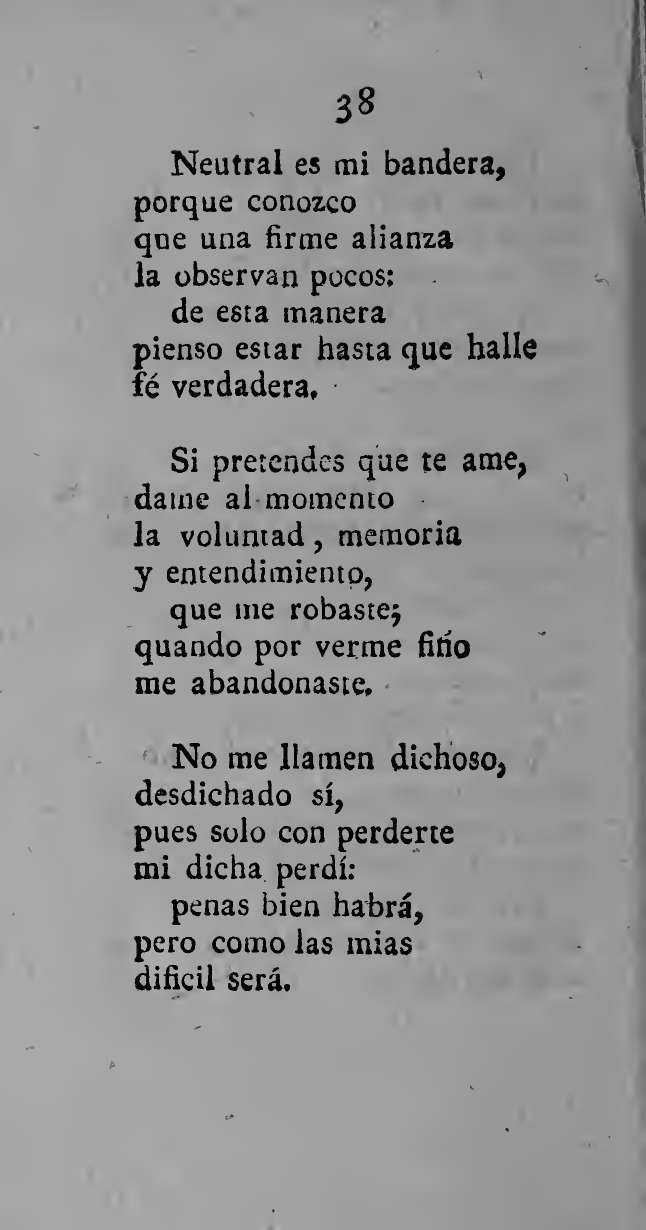 38
Neutral es mi bandera,
porque conozco
que una firme alianza
la observan pocos:
de esta manera
pienso estar hasta que halle
fé verdadera.
Si pretendes que te ame,
dame al momento
la voluntad, memoria
y entendimiento,
que me robaste;
quando por verme fino
me abandonaste.
No me llamen dichoso,
desdichado sí,
pues solo con perderte
mi dicha perdí:
penas bien habrá,
pero como las mias
dificil será.